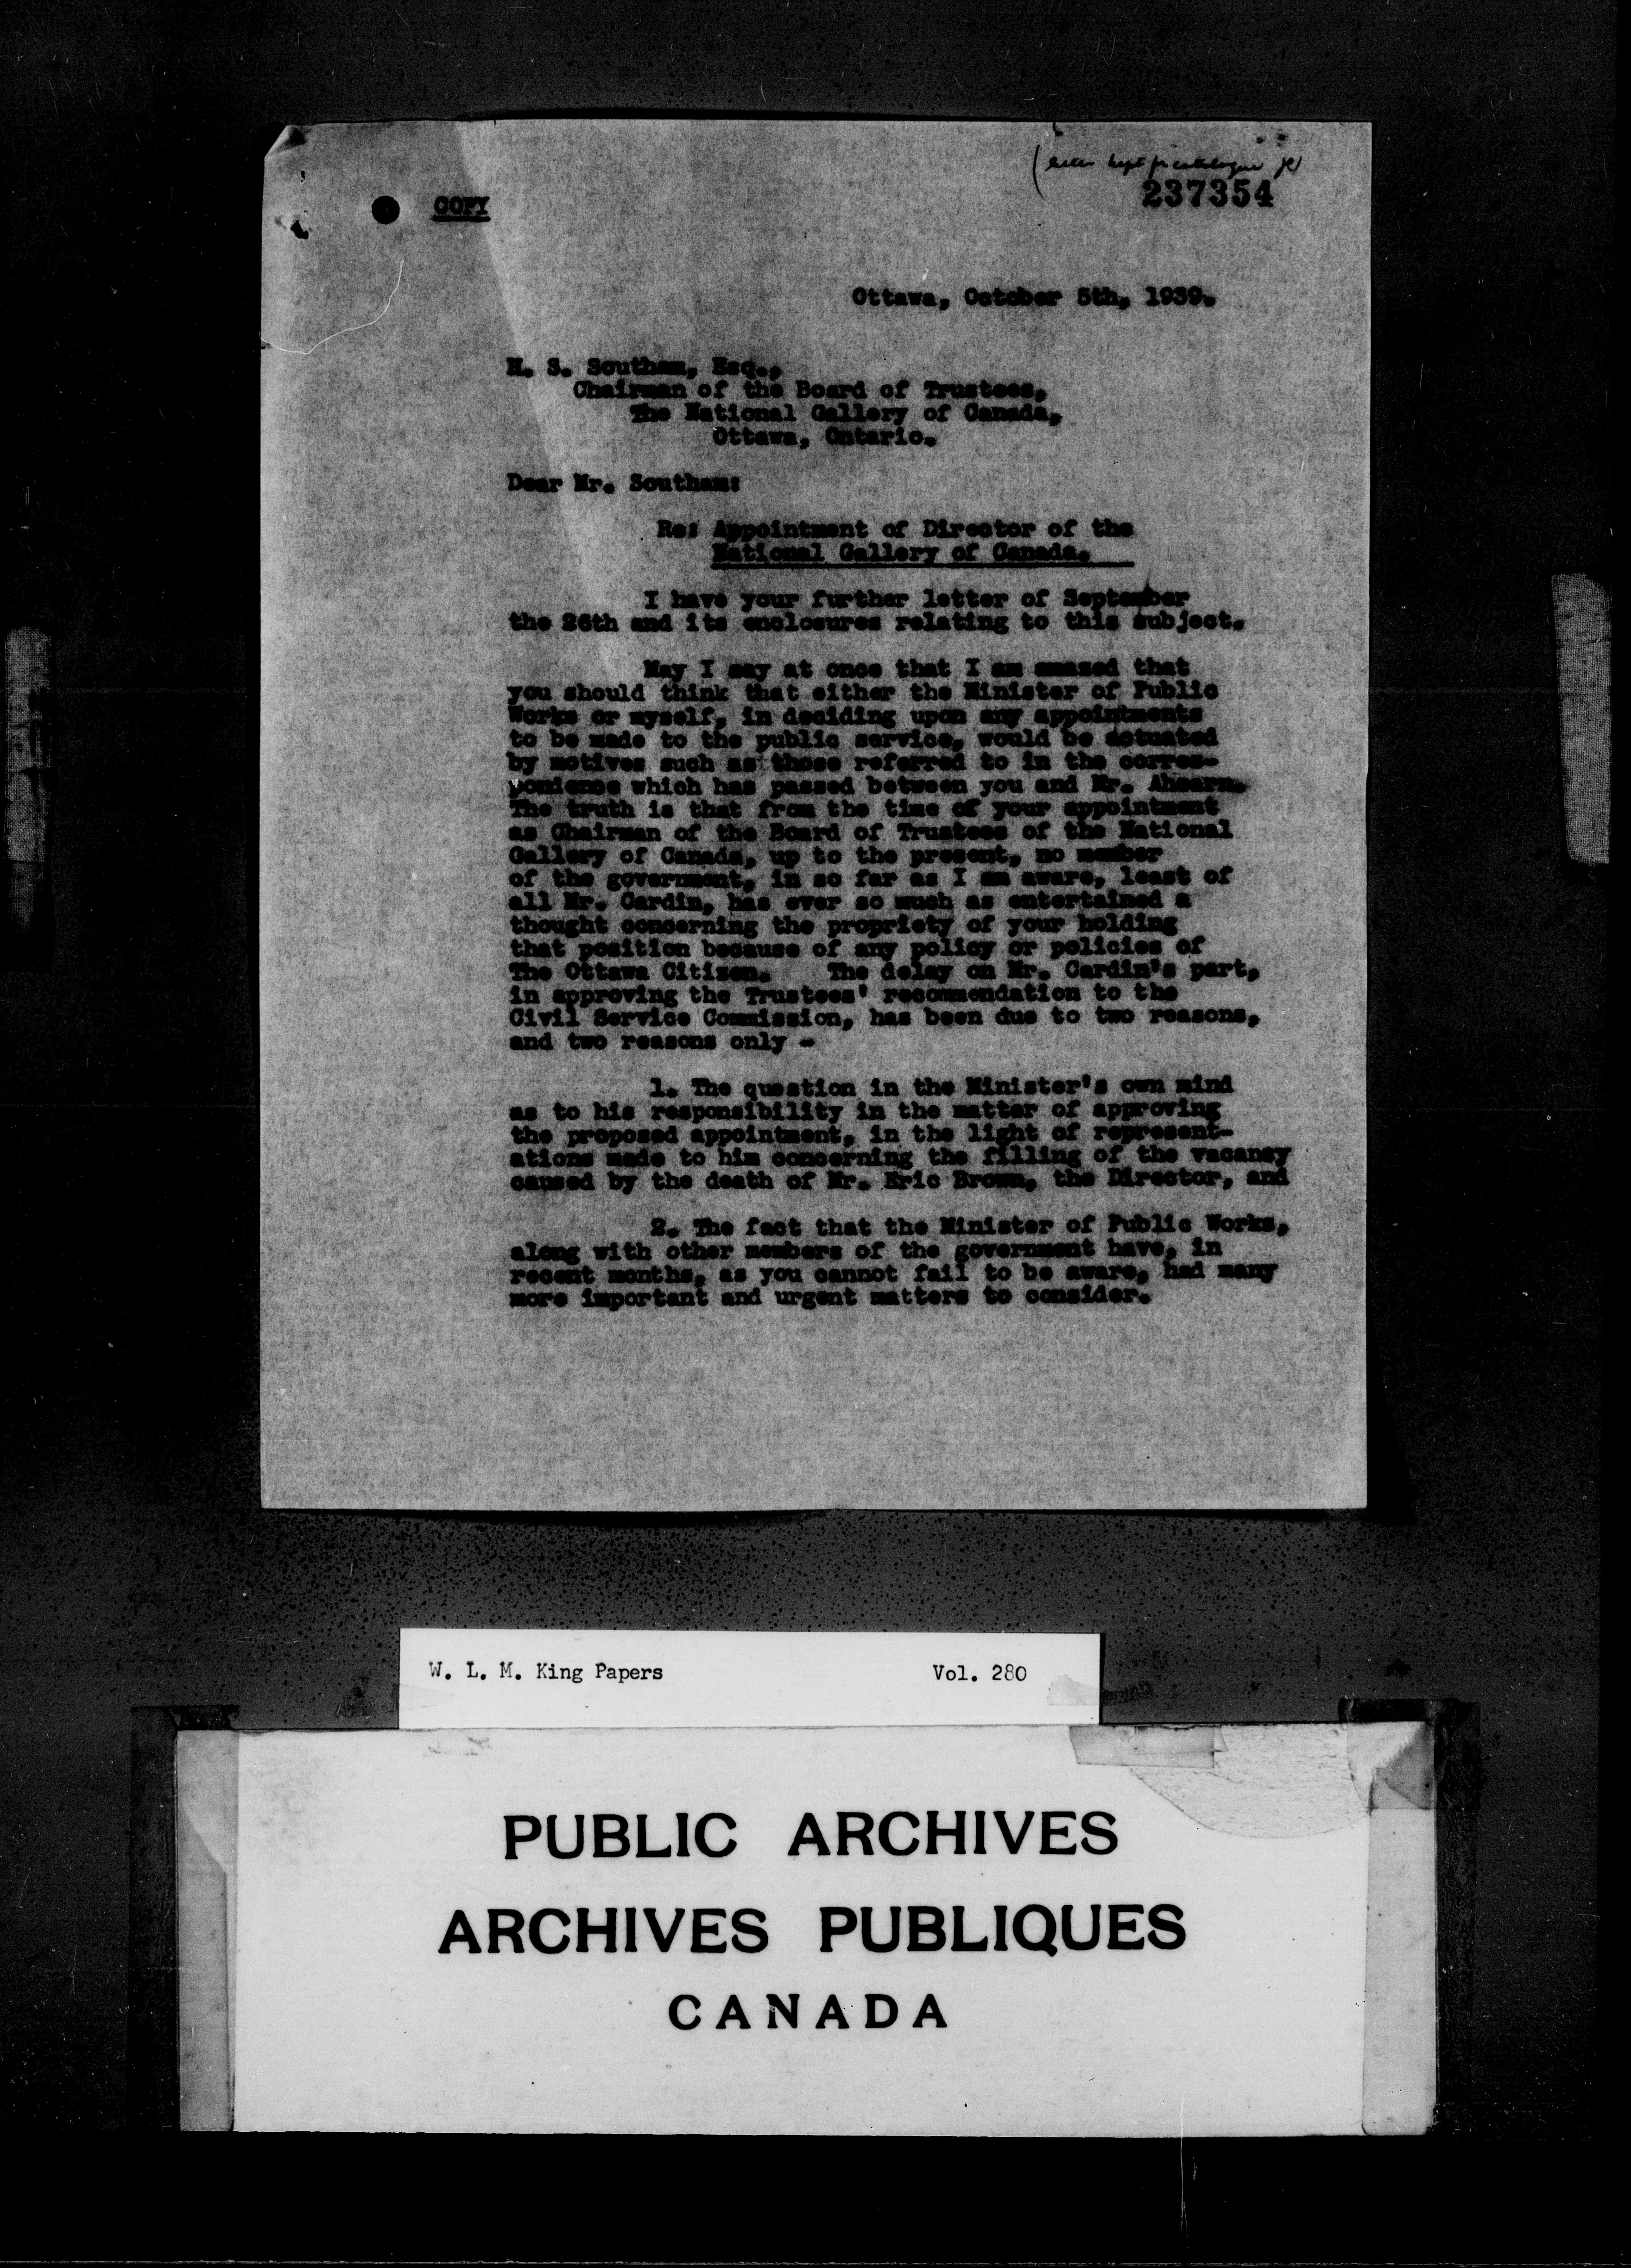 237354
COPY
Ottawa, October 5th, 1939.
H. S. Southam, Esq.,
Chairman of the Board of Trustees,
The National Gallery of Canada,
Ottawa, Ontario.
Dear Mr. Southam:
Re: Appointment of Director of the
National Gallery of Canada.
I have your further letter of September
the 26th and its enclosures relating to this subject.
May I say at once that I am amazed that
you should think that either the Minister of Public
Works or myself, in deciding upon any appointments
to be made to the public service, would be actuated
by motives such as those referred to in the corres-
pondence which has passed between you and Mr. Ahearn.
The truth is that from the time of your appointment
as Chairman of the Board of Trustees of the National
Gallery of Canada, up to the present, no member
of the government, in so far as I am aware, least of
all Mr. Cardin, has ever so much as entertained a
thought concerning the propriety of your holding
that position because of any policy or policies of
The Ottawa Citizen. The delay on Mr. Cardin's part,
in approving the Trustees' recommendation to the
Civil Service Commission, has been due to two reasons,
and two reasons only -
1. The question in the Minister's own mind
as to his responsibility in the matter of approving
the proposed appointment, in the light of represent-
ations made to him concerning the filling of the vacancy
caused by the death of Mr. Eric Brown, the Director, and
2. The fact that the Minister of Public Works,
along with other members of the government have, in
recent months, as you cannot fail to be aware, had many
more important and urgent matters to consider.
W. L. M. King Papers Vol. 280
PUBLIC ARCHIVES
ARCHIVES PUBLIQUES
CANADA